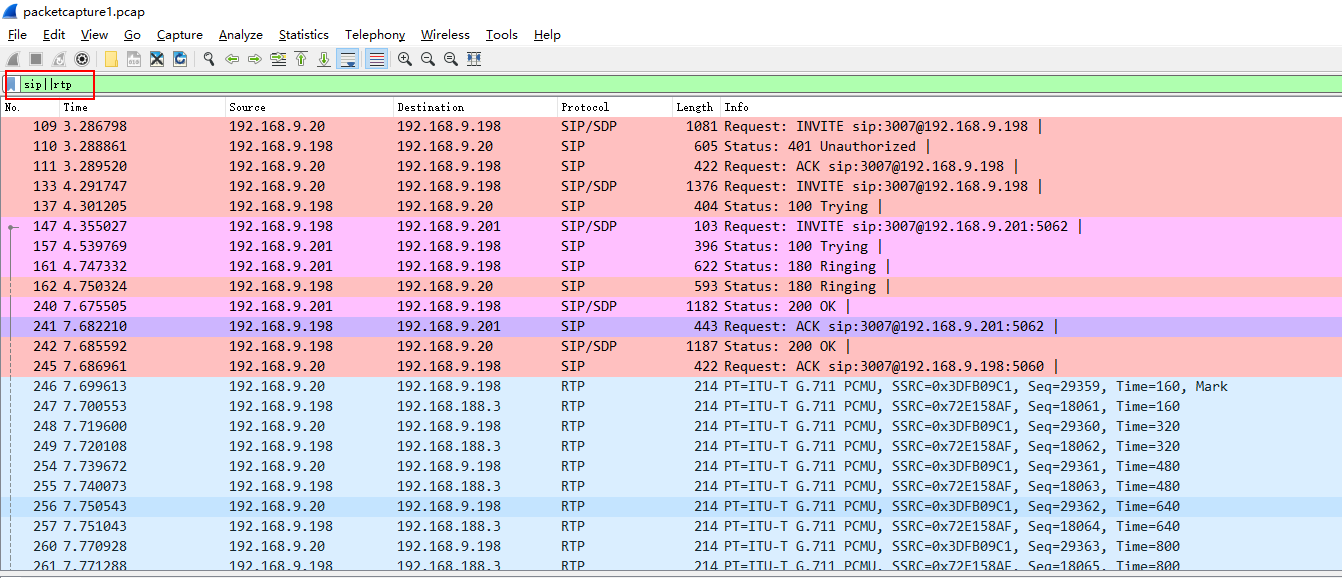 packetcapture1.pcap
File Edit View Go Capture Analyze Statistics Telephony Wireless Tools Help
sip||rtp
No. Time Source Destination Protocol Length Info
109 3.286798 192.168.9.20 192.168.9.198 SIP/SDP 1081 Request: INVITE sip:3007@192.168.9.198 |
110 3.288861 192.168.9.198 192.168.9.20 SIP 605 Status: 401 Unauthorized |
111 3.289520 192.168.9.20 192.168.9.198 SIP 422 Request: ACK sip:3007@192.168.9.198 |
133 4.291747 192.168.9.20 192.168.9.198 SIP/SDP 1376 Request: INVITE sip:3007@192.168.9.198 |
137 4.301205 192.168.9.198 192.168.9.20 SIP 404 Status: 100 Trying |
147 4.355027 192.168.9.198 192.168.9.201 SIP/SDP 103 Request: INVITE sip:3007@192.168.9.201:5062 |
157 4.539769 192.168.9.201 192.168.9.198 SIP 396 Status: 100 Trying |
161 4.747332 192.168.9.201 192.168.9.198 SIP 622 Status: 180 Ringing |
162 4.750324 192.168.9.198 192.168.9.20 SIP 593 Status: 180 Ringing |
240 7.675505 192.168.9.201 192.168.9.198 SIP/SDP 1182 Status: 200 OK |
241 7.682210 192.168.9.198 192.168.9.201 SIP 443 Request: ACK sip:3007@192.168.9.201:5062 |
242 7.685592 192.168.9.198 192.168.9.20 SIP/SDP 1187 Status: 200 OK |
245 7.686961 192.168.9.20 192.168.9.198 SIP 422 Request: ACK sip:3007@192.168.9.198:5060 |
246 7.699613 192.168.9.20 192.168.9.198 RTP 214 PT=ITU-T G.711 PCMU, SSRC=0x3DFB09C1, Seq=29359, Time=160, Mark
247 7.700553 192.168.9.198 192.168.188.3 RTP 214 PT=ITU-T G.711 PCMU, SSRC=0x72E158AF, Seq=18061, Time=160
248 7.719600 192.168.9.20 192.168.9.198 RTP 214 PT=ITU-T G.711 PCMU, SSRC=0x3DFB09C1, Seq=29360, Time=320
249 7.720108 192.168.9.198 192.168.188.3 RTP 214 PT=ITU-T G.711 PCMU, SSRC=0x72E158AF, Seq=18062, Time=320
254 7.739672 192.168.9.20 192.168.9.198 RTP 214 PT=ITU-T G.711 PCMU, SSRC=0x3DFB09C1, Seq=29361, Time=480
255 7.740073 192.168.9.198 192.168.188.3 RTP 214 PT=ITU-T G.711 PCMU, SSRC=0x72E158AF, Seq=18063, Time=480
256 7.750543 192.168.9.20 192.168.9.198 RTP 214 PT=ITU-T G.711 PCMU, SSRC=0x3DFB09C1, Seq=29362, Time=640
257 7.751043 192.168.9.198 192.168.188.3 RTP 214 PT=ITU-T G.711 PCMU, SSRC=0x72E158AF, Seq=18064, Time=640
260 7.770928 192.168.9.20 192.168.9.198 RTP 214 PT=ITU-T G.711 PCMU, SSRC=0x3DFB09C1, Seq=29363, Time=800
261 7.771288 192.168.9.198 192.168.188.3 RTP 214 PT=ITU-T G.711 PCMU, SSRC=0x72E158AF, Seq=18065, Time=800